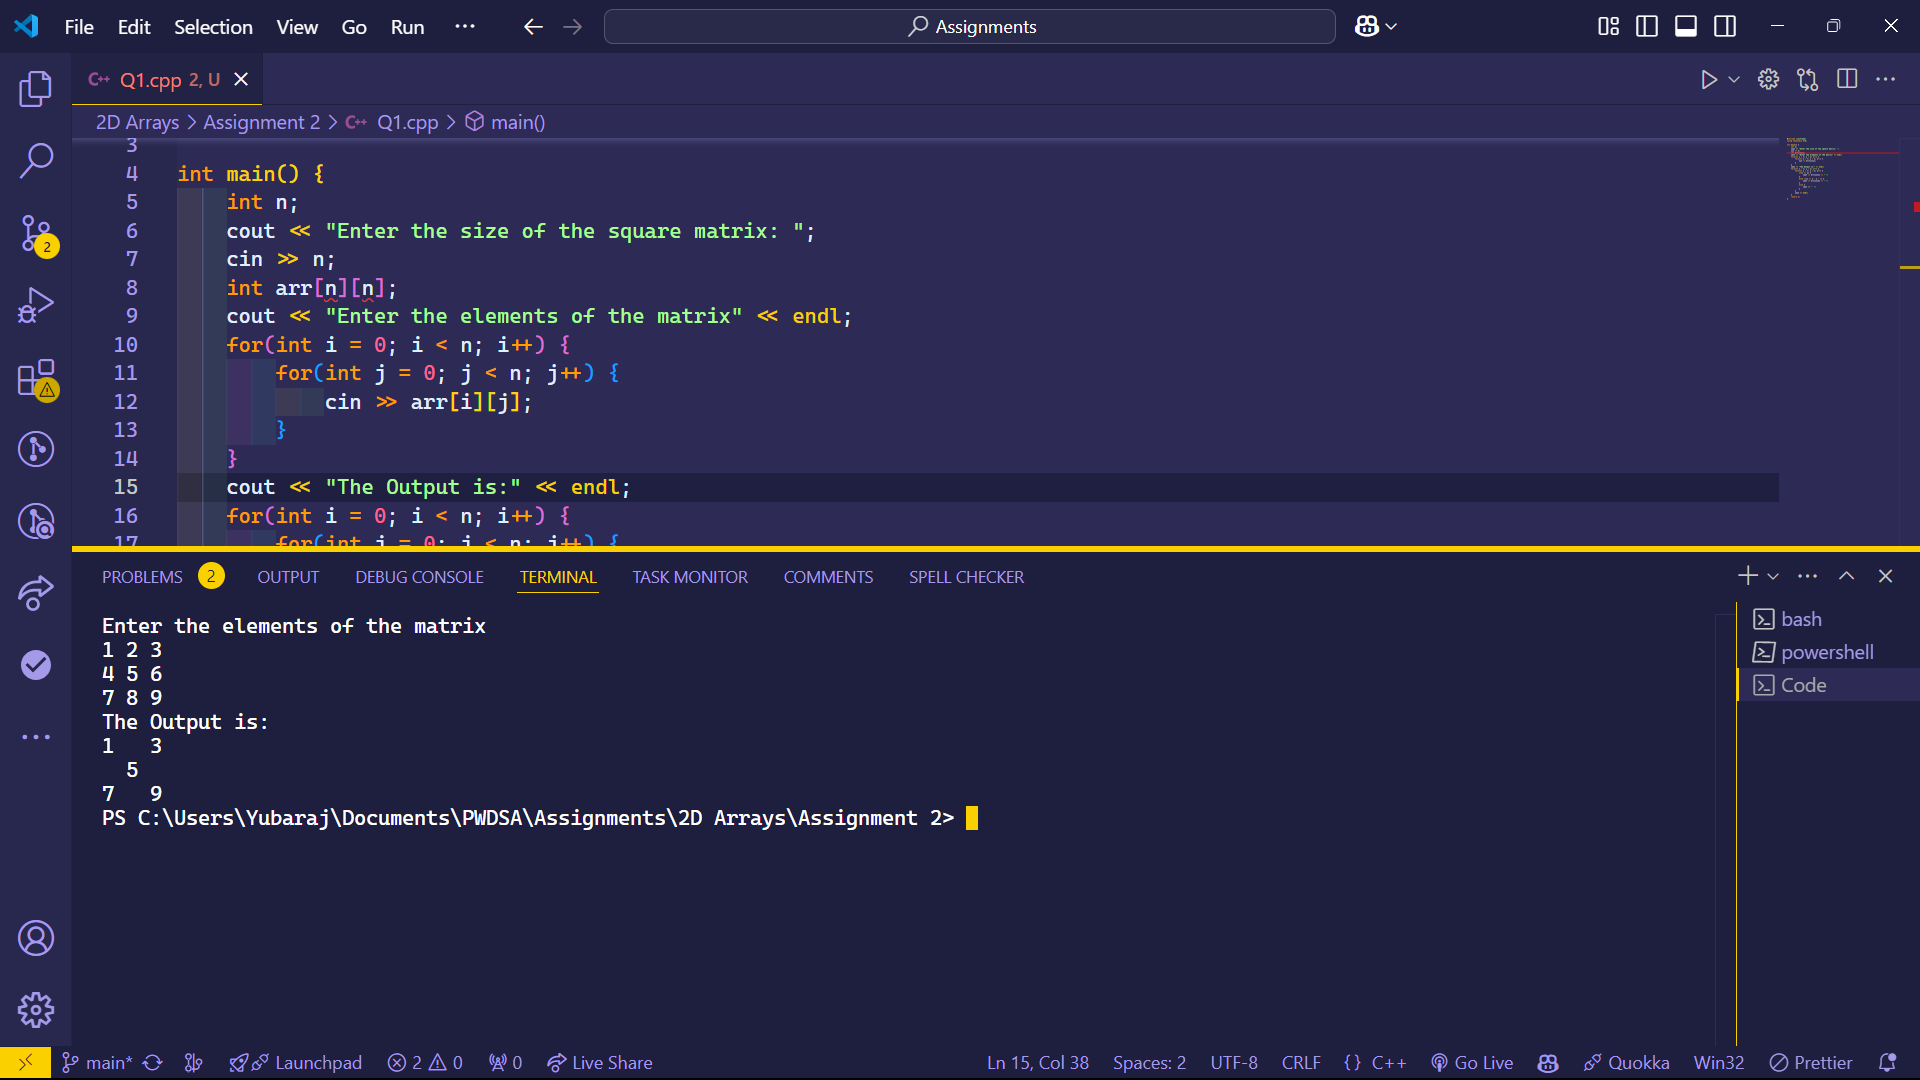 File Edit Selection View Go Run ··· Assignments
C++ Q1.cpp 2, U
2D Arrays > Assignment 2 > C++ Q1.cpp > main()
3
4 int main() {
5 int n;
6 cout << "Enter the size of the square matrix: ";
7 cin >> n;
8 int arr[n][n];
9 cout << "Enter the elements of the matrix" << endl;
10 for(int i = 0; i < n; i++) {
11 for(int j = 0; j < n; j++) {
12 cin >> arr[i][j];
13 }
14 }
15 cout << "The Output is:" << endl;
16 for(int i = 0; i < n; i++) {
17 for(int j = 0; j < n; j++) {
PROBLEMS 2 OUTPUT DEBUG CONSOLE TERMINAL TASK MONITOR COMMENTS SPELL CHECKER
Enter the elements of the matrix
1 2 3
4 5 6
7 8 9
The Output is:
1   3
  5
7   9
PS C:\Users\Yubaraj\Documents\PWDSA\Assignments\2D Arrays\Assignment 2>
bash
powershell
Code
2
main* Launchpad 2 0 0 Live Share Ln 15, Col 38 Spaces: 2 UTF-8 CRLF {} C++ Go Live Quokka Win32 Prettier